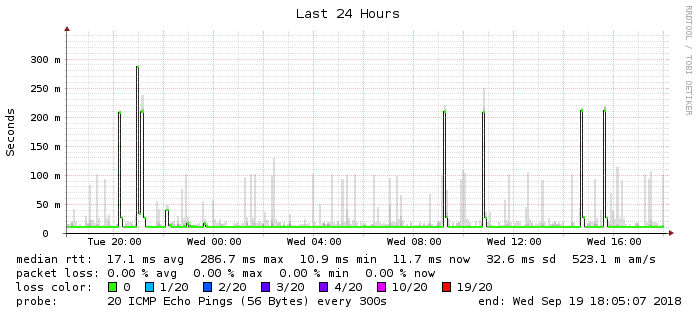 Last 24 Hours
RRDTOOL / TOBI OETIKER
Seconds
300 m
250 m
200 m
150 m
100 m
50 m
0
Tue 20:00 Wed 00:00 Wed 04:00 Wed 08:00 Wed 12:00 Wed 16:00
median rtt: 17.1 ms avg 286.7 ms max 10.9 ms min 11.7 ms now 32.6 ms sd 523.1 m am/s
packet loss: 0.00 % avg 0.00 % max 0.00 % min 0.00 % now
loss color: 0 1/20 2/20 3/20 4/20 10/20 19/20
probe: 20 ICMP Echo Pings (56 Bytes) every 300s end: Wed Sep 19 18:05:07 2018